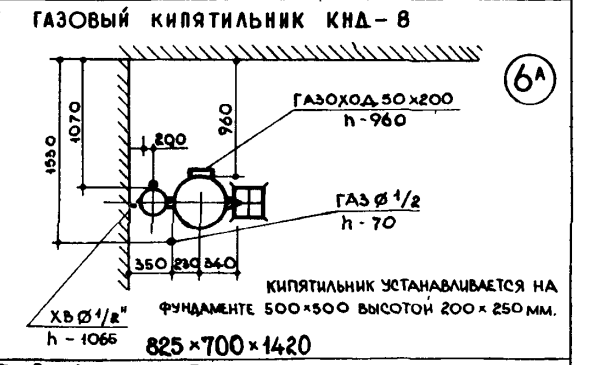 ГАЗОВЫЙ КИПЯТИЛЬНИК КНД-8
6А
ГАЗОХОД 50×200
h-960
1530
1070
960
200
ГАЗ Ø 1/2
h-70
350 230 340
КИПЯТИЛЬНИК УСТАНАВЛИВАЕТСЯ НА
ФУНДАМЕНТЕ 500×500 ВЫСОТОЙ 200×250 ММ.
ХВ Ø 1/2"
h-1066
825×700×1420